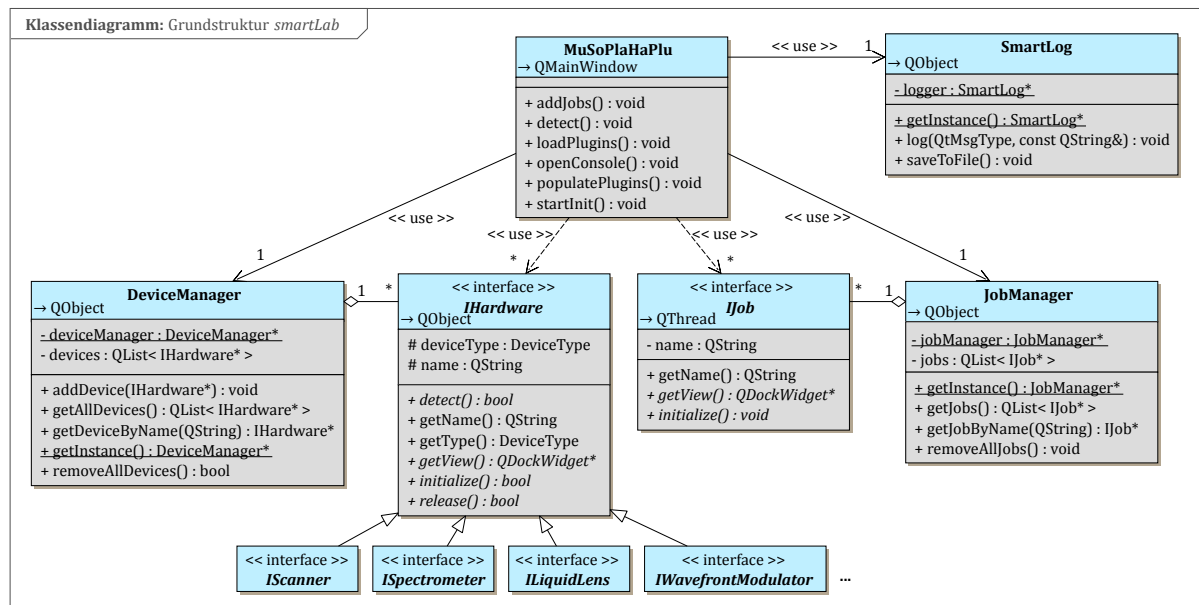 Klassendiagramm: Grundstruktur smartLab
MuSoPlaHaPlu
→ QMainWindow
+ addJobs() : void
+ detect() : void
+ loadPlugins() : void
+ openConsole() : void
+ populatePlugins() : void
+ startInit() : void
<< use >>
1
SmartLog
→ QObject
- logger : SmartLog*
+ getInstance() : SmartLog*
+ log(QtMsgType, const QString&) : void
+ saveToFile() : void
<< use >>
<< use >>
<< use >>
<< use >>
1
*
*
1
DeviceManager
→ QObject
- deviceManager : DeviceManager*
- devices : QList< IHardware* >
+ addDevice(IHardware*) : void
+ getAllDevices() : QList< IHardware* >
+ getDeviceByName(QString) : IHardware*
+ getInstance() : DeviceManager*
+ removeAllDevices() : bool
1
*
<< interface >>
IHardware
→ QObject
# deviceType : DeviceType
# name : QString
+ detect() : bool
+ getName() : QString
+ getType() : DeviceType
+ getView() : QDockWidget*
+ initialize() : bool
+ release() : bool
<< interface >>
IJob
→ QThread
- name : QString
+ getName() : QString
+ getView() : QDockWidget*
+ initialize() : void
*
1
JobManager
→ QObject
- jobManager : JobManager*
- jobs : QList< IJob* >
+ getInstance() : JobManager*
+ getJobs() : QList< IJob* >
+ getJobByName(QString) : IJob*
+ removeAllJobs() : void
<< interface >>
IScanner
<< interface >>
ISpectrometer
<< interface >>
ILiquidLens
<< interface >>
IWavefrontModulator
...